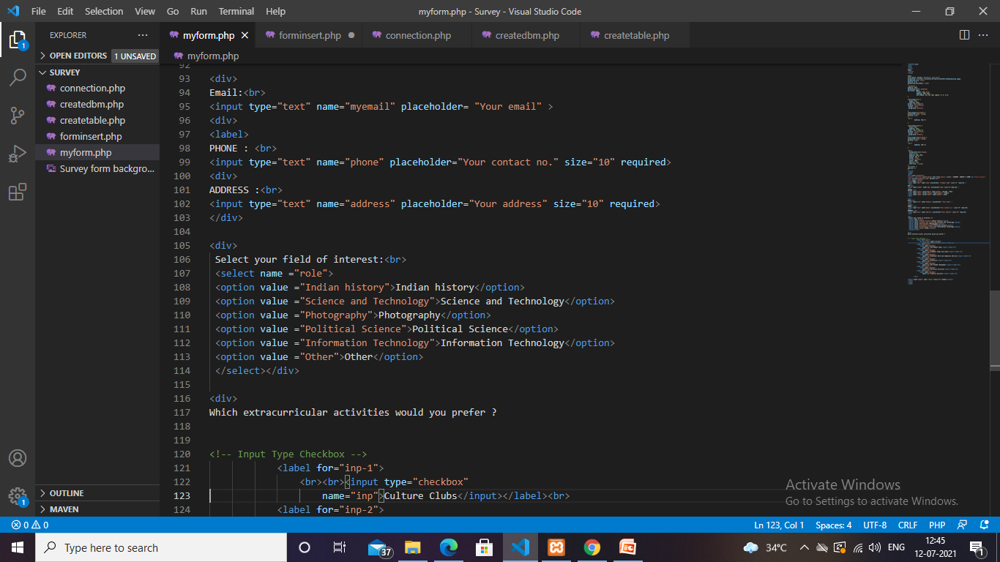 File Edit Selection View Go Run Terminal Help
myform.php - Survey - Visual Studio Code
EXPLORER
OPEN EDITORS 1 UNSAVED
SURVEY
connection.php
createdbm.php
createtable.php
forminsert.php
myform.php
Survey form backgro...
OUTLINE
MAVEN
1
1
myform.php forminsert.php connection.php createdbm.php createtable.php
myform.php
92
93 <div>
94 Email:<br>
95 <input type="text" name="myemail" placeholder= "Your email" >
96 <div>
97 <label>
98 PHONE : <br>
99 <input type="text" name="phone" placeholder="Your contact no." size="10" required>
100 <div>
101 ADDRESS :<br>
102 <input type="text" name="address" placeholder="Your address" size="10" required>
103 </div>
104
105 <div>
106 Select your field of interest:<br>
107 <select name ="role">
108 <option value ="Indian history">Indian history</option>
109 <option value ="Science and Technology">Science and Technology</option>
110 <option value ="Photography">Photography</option>
111 <option value ="Political Science">Political Science</option>
112 <option value ="Information Technology">Information Technology</option>
113 <option value ="Other">Other</option>
114 </select></div>
115
116 <div>
117 Which extracurricular activities would you prefer ?
118
119
120 <!-- Input Type Checkbox -->
121 <label for="inp-1">
122 <br><br><input type="checkbox"
123 name="inp">Culture Clubs</input></label><br>
124 <label for="inp-2">
Activate Windows
Go to Settings to activate Windows.
0 0
Ln 123, Col 1 Spaces: 4 UTF-8 CRLF PHP
Type here to search
37
34°C
ENG
12:45
12-07-2021
1